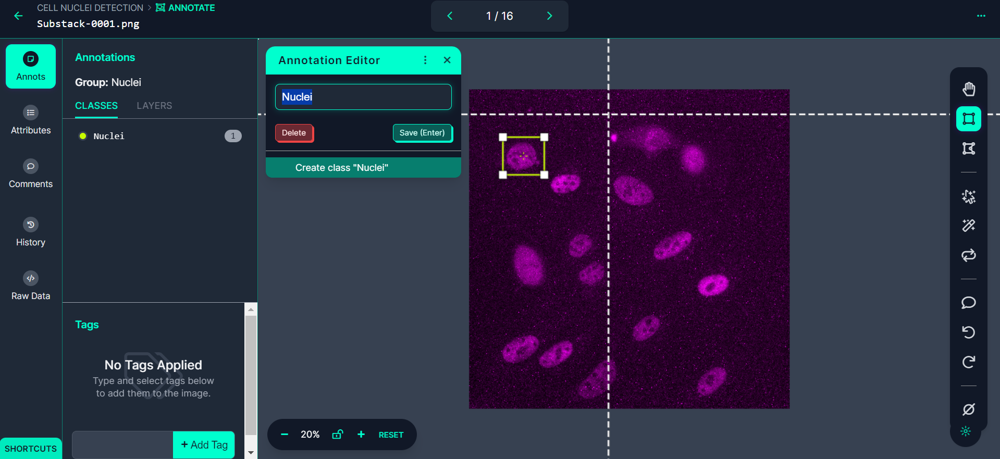 CELL NUCLEI DETECTION > ANNOTATE
Substack-0001.png
1 / 16
Annots
Attributes
Comments
History
Raw Data
SHORTCUTS
Annotations
Group: Nuclei
CLASSES LAYERS
Nuclei 1
Tags
No Tags Applied
Type and select tags below
to add them to the image.
+ Add Tag
Annotation Editor
Nuclei
Delete Save (Enter)
Create class "Nuclei"
20% RESET